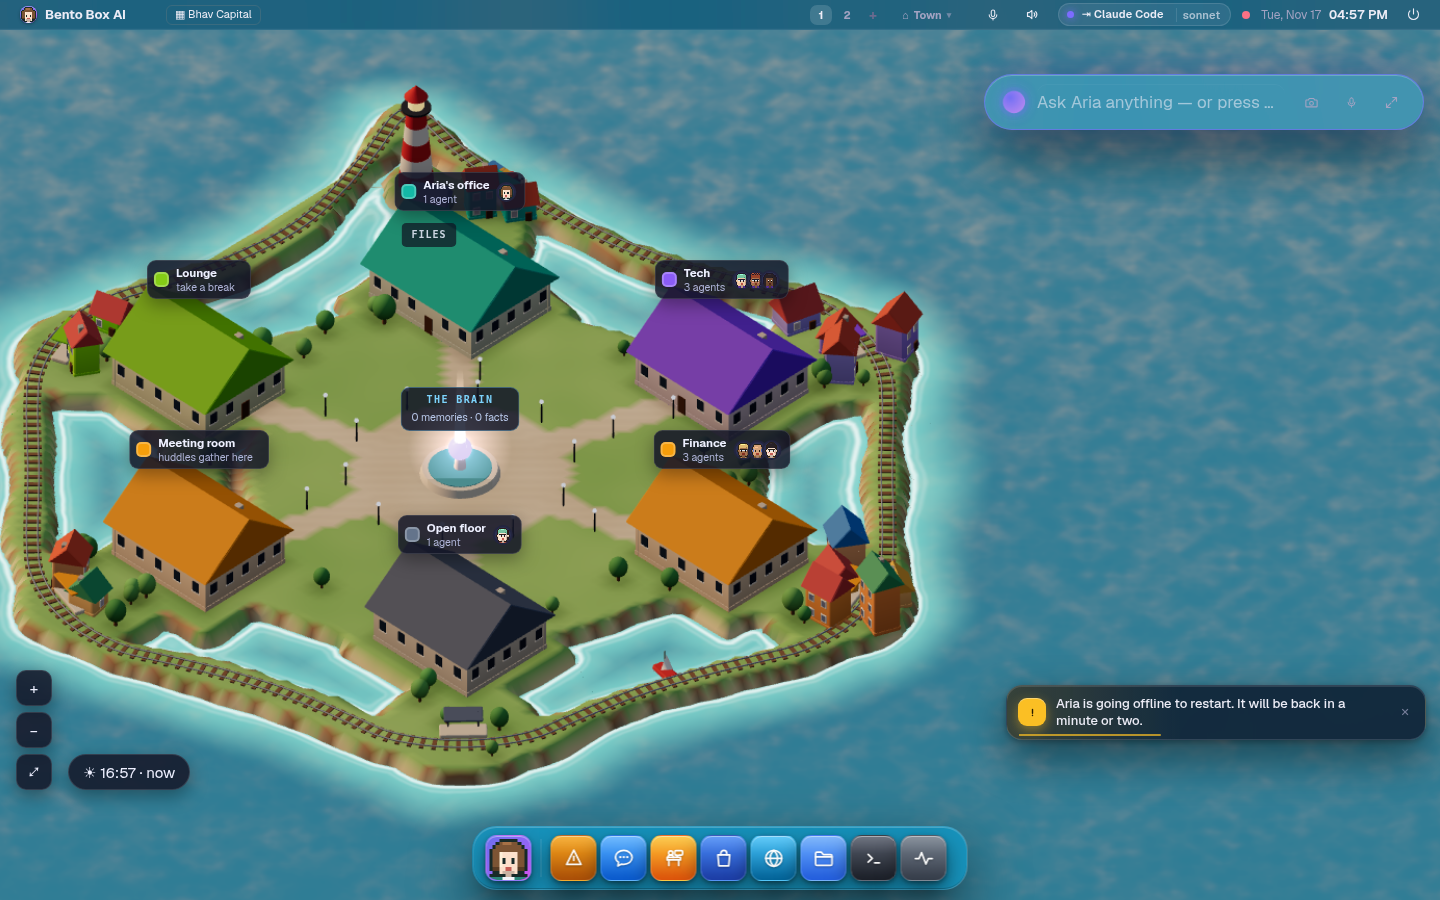 Bento Box AI
Bhav Capital
1 2 +
Town
Claude Code sonnet
Tue, Nov 17 04:57 PM
Ask Aria anything — or press ...
Aria's office
1 agent
FILES
Lounge
take a break
Tech
3 agents
THE BRAIN
0 memories · 0 facts
Meeting room
huddles gather here
Finance
3 agents
Open floor
1 agent
Aria is going offline to restart. It will be back in a
minute or two.
+
−
16:57 · now